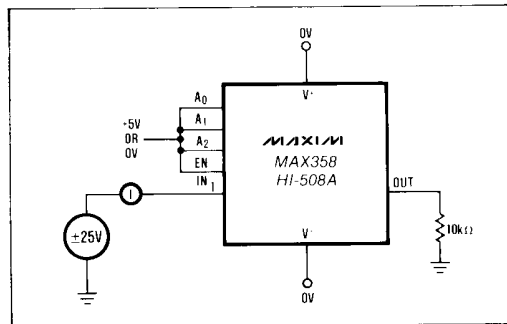 0V
V+
A0
A1
+5V
OR
0V
A2
EN
IN1
MAXIM
MAX358
HI-508A
OUT
I
±25V
10kΩ
V-
0V